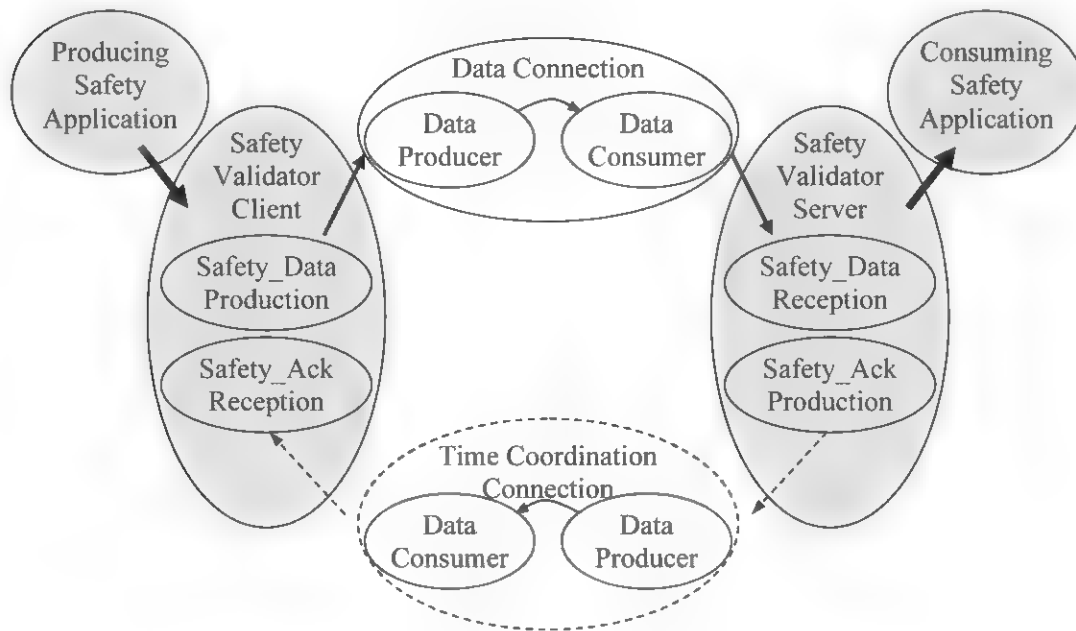 Producing
Safety
Application
Safety
Validator
Client
Safety_Data
Production
Safety_Ack
Reception
Data Connection
Data
Producer
Data
Consumer
Time Coordination
Connection
Data
Consumer
Data
Producer
Consuming
Safety
Application
Safety
Validator
Server
Safety_Data
Reception
Safety_Ack
Production